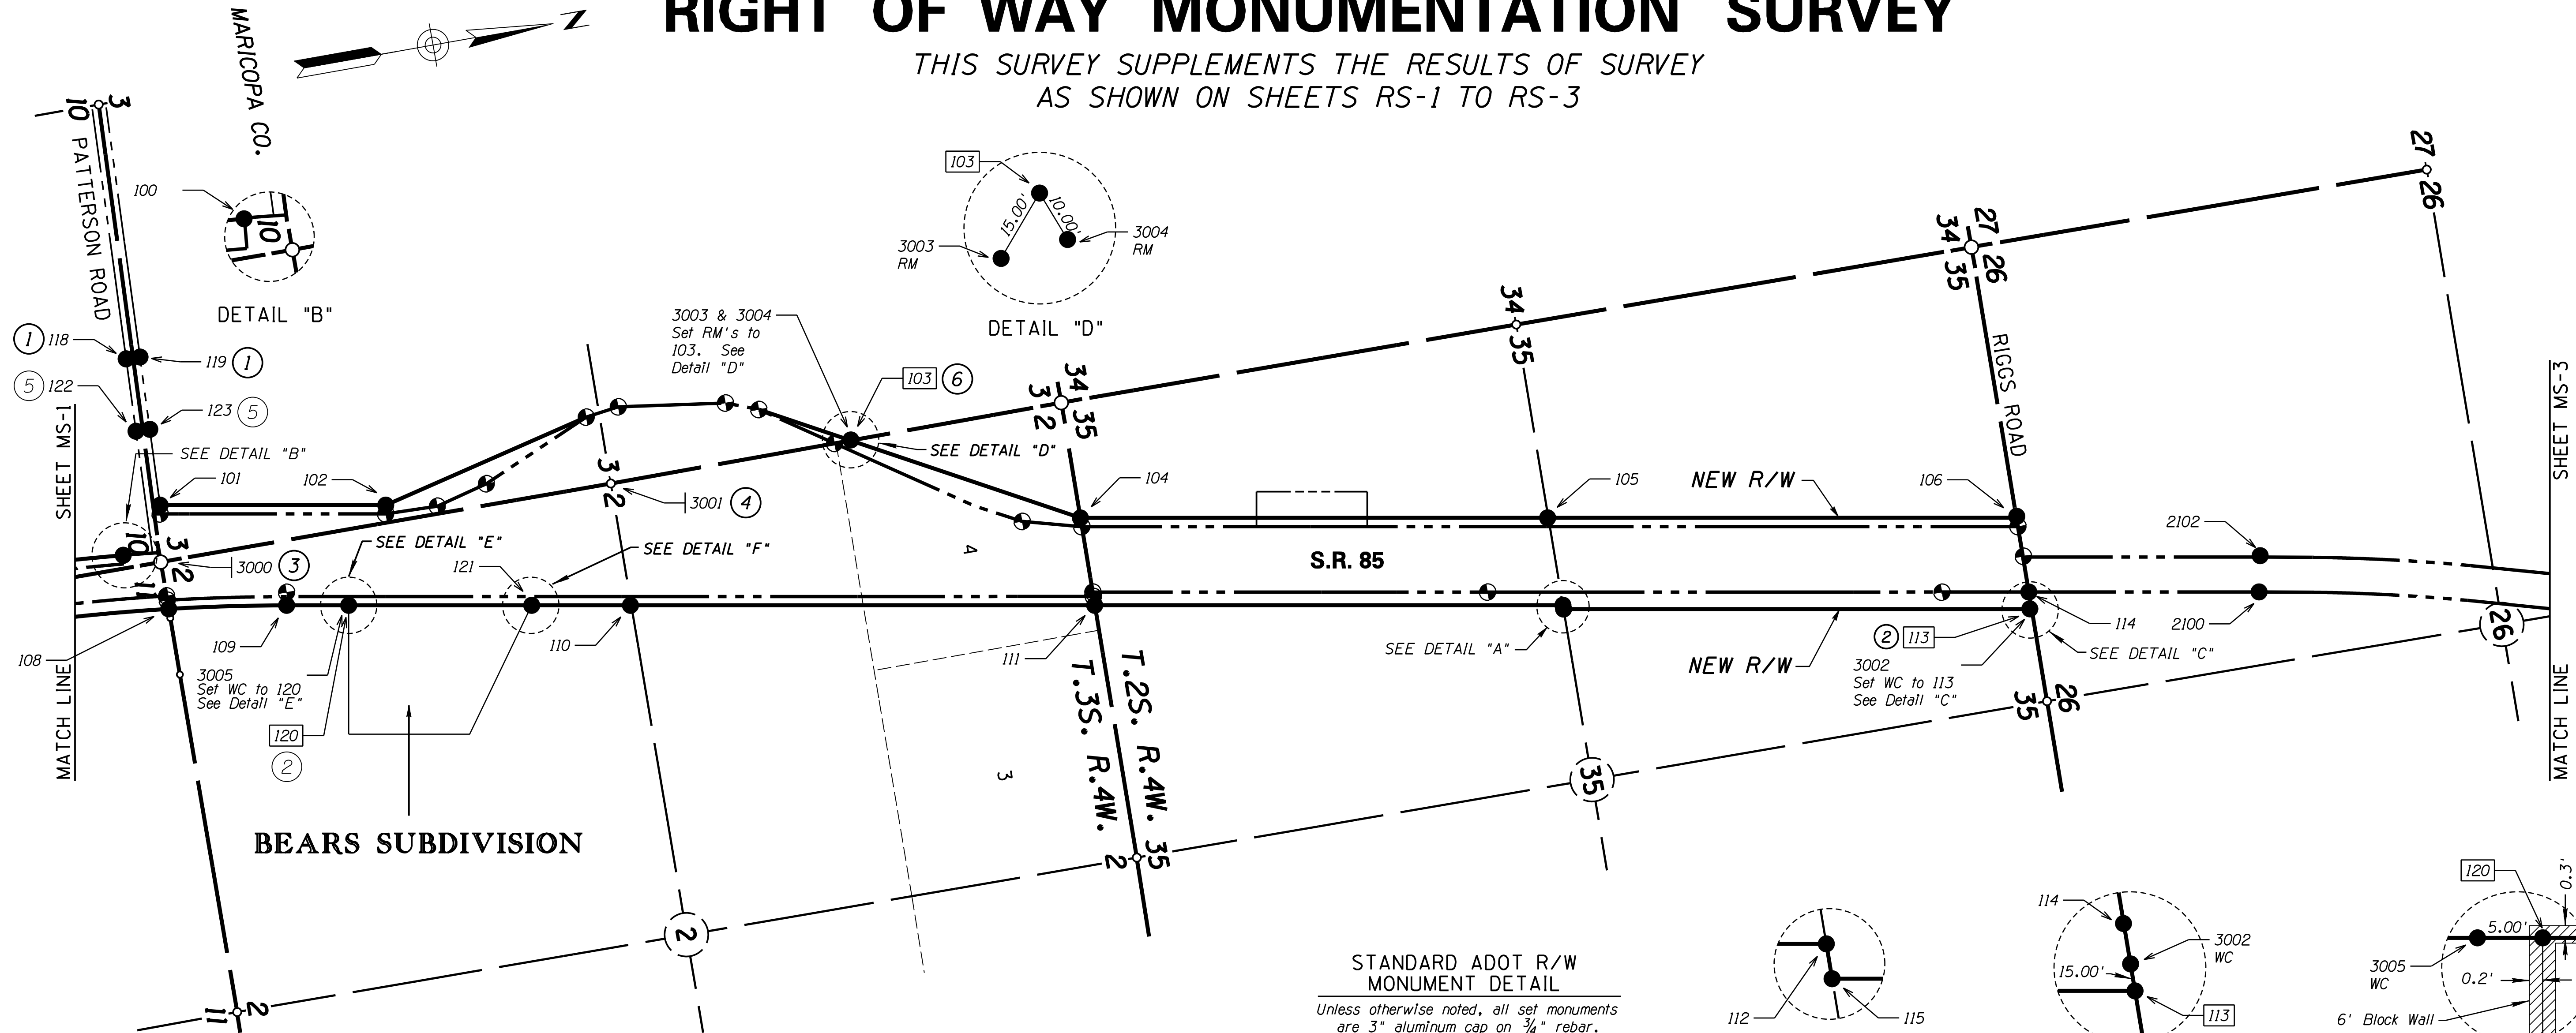 RIGHT OF WAY MONUMENTATION SURVEY
THIS SURVEY SUPPLEMENTS THE RESULTS OF SURVEY
AS SHOWN ON SHEETS RS-1 TO RS-3
MARICOPA CO.
N
10 3
PATTERSON ROAD
100
10
DETAIL "B"
103
15.00'
10.00'
3003
RM
3004
RM
DETAIL "D"
27
26
34 27
35 26
34
35
RIGGS ROAD
1 118
119 1
5 122
123 5
3003 & 3004
Set RM's to
103. See
Detail "D"
103 6
SEE DETAIL "D"
34
3 35
2
SHEET MS-1
MATCH LINE
SHEET MS-3
MATCH LINE
SEE DETAIL "B"
101
102
3
2
3001 4
104
105
NEW R/W
106
2102
10 3
11 2
3000 3
SEE DETAIL "E"
121
SEE DETAIL "F"
4
S.R. 85
108
109
110
111
3005
Set WC to 120
See Detail "E"
120
2
SEE DETAIL "A"
NEW R/W
2 113
3002
Set WC to 113
See Detail "C"
114
2100
SEE DETAIL "C"
26
35 26
T.2S. R.4W.
T.3S. R.4W.
3
35
BEARS SUBDIVISION
2 35
2
11 2
STANDARD ADOT R/W
MONUMENT DETAIL
Unless otherwise noted, all set monuments
are 3" aluminum cap on ¾" rebar.
112
115
114
3002
WC
15.00'
113
120
0.3'
5.00'
3005
WC
0.2'
6' Block Wall